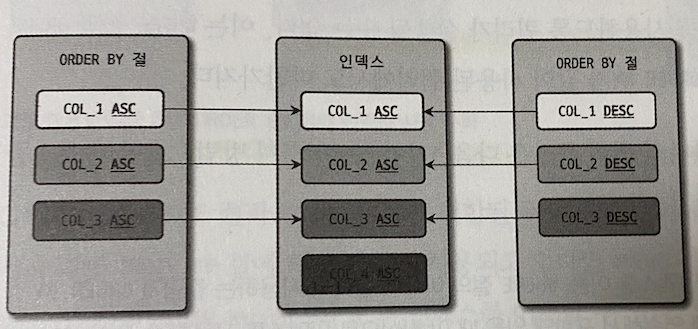 ORDER BY 절
COL_1 ASC
COL_2 ASC
COL_3 ASC
인덱스
COL_1 ASC
COL_2 ASC
COL_3 ASC
COL_4 ASC
ORDER BY 절
COL_1 DESC
COL_2 DESC
COL_3 DESC